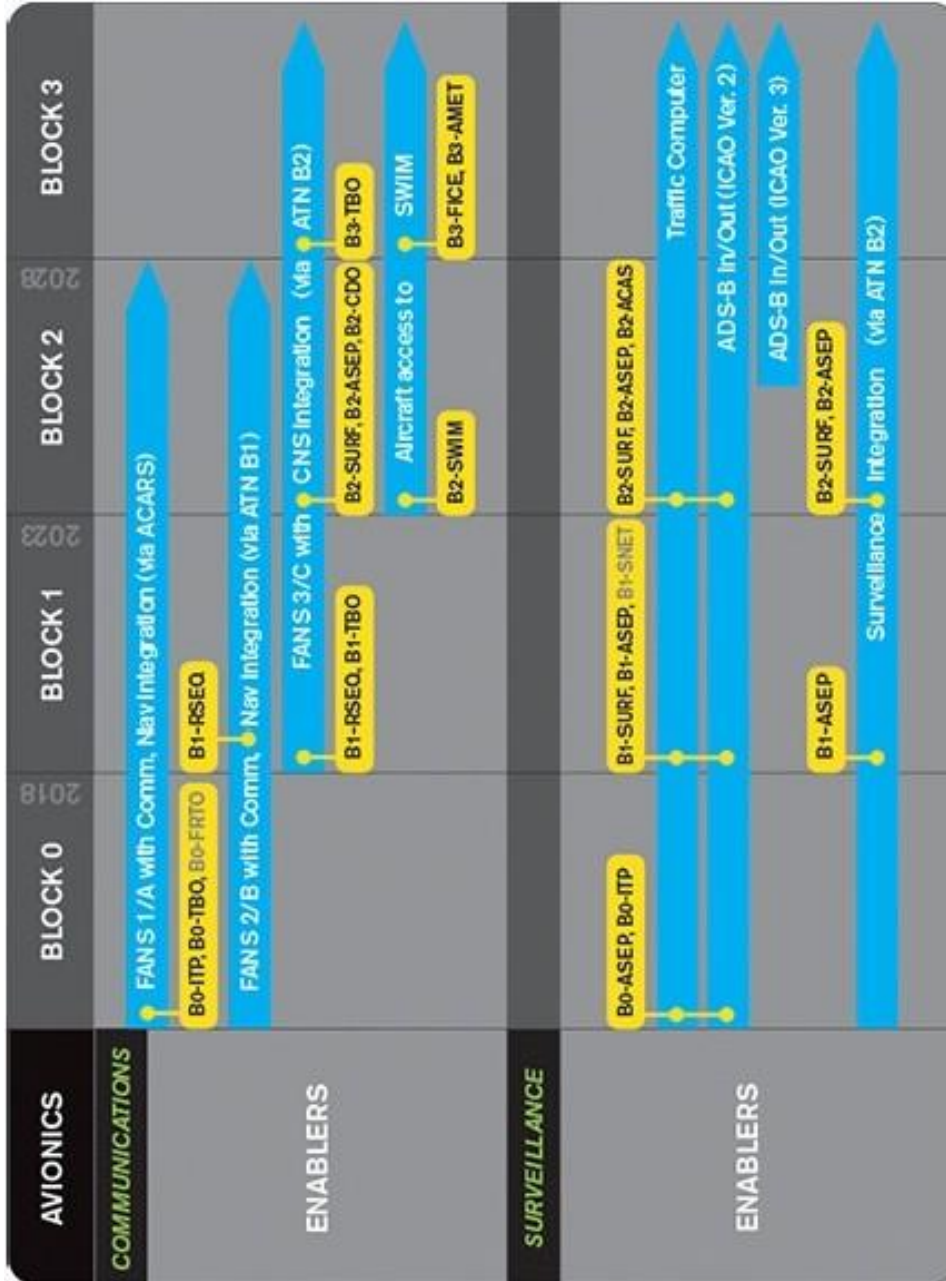 AVIONICS
BLOCK 0
2018
BLOCK 1
2023
BLOCK 2
2028
BLOCK 3
COMMUNICATIONS
ENABLERS
FANS 1/A with Comm, Nav Integration (via ACARS)
B0-ITP, B0-TBO, B0-FRTO
B1-RSEQ
FANS 2/B with Comm, Nav Integration (via ATN B1)
FANS 3/C with CNS Integration (via ATN B2)
B1-RSEQ, B1-TBO
B2-SURF, B2-ASEP, B2-CDO
B3-TBO
Aircraft access to SWIM
B2-SWIM
B3-FICE, B3-AMET
SURVEILLANCE
ENABLERS
B0-ASEP, B0-ITP
B1-SURF, B1-ASEP, B1-SNET
B2-SURF, B2-ASEP, B2-ACAS
Traffic Computer
ADS-B In/Out (ICAO Ver. 2)
ADS-B In/Out (ICAO Ver. 3)
B1-ASEP
B2-SURF, B2-ASEP
Surveillance Integration (via ATN B2)